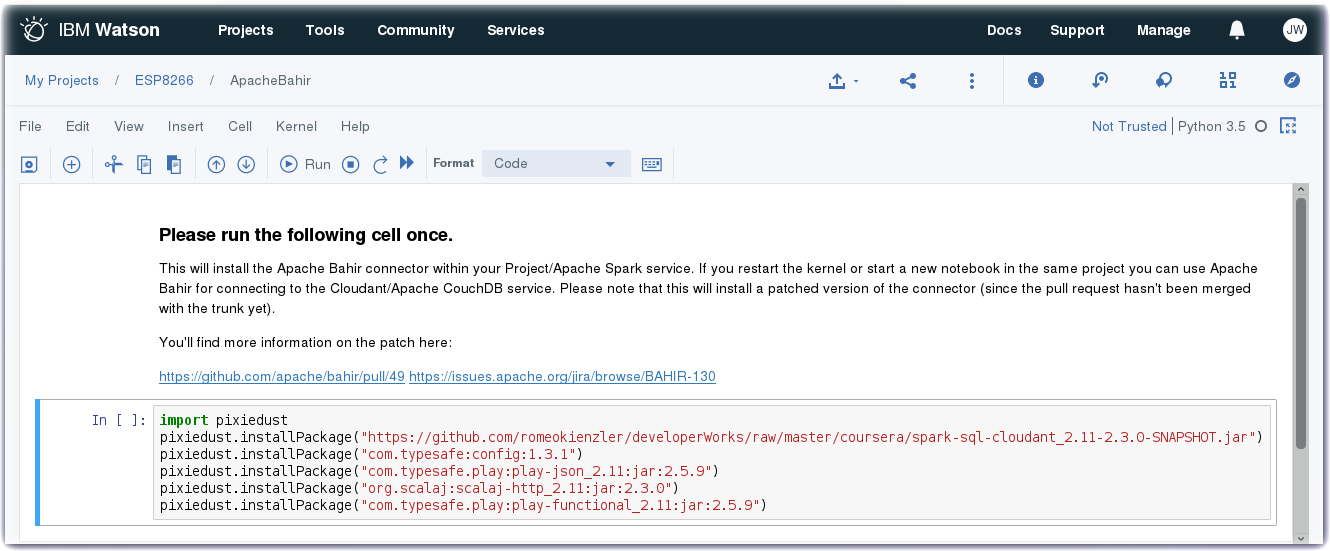 IBM Watson Projects Tools Community Services Docs Support Manage JW
My Projects / ESP8266 / ApacheBahir
File Edit View Insert Cell Kernel Help Not Trusted Python 3.5
Run Format Code
Please run the following cell once.
This will install the Apache Bahir connector within your Project/Apache Spark service. If you restart the kernel or start a new notebook in the same project you can use Apache
Bahir for connecting to the Cloudant/Apache CouchDB service. Please note that this will install a patched version of the connector (since the pull request hasn't been merged
with the trunk yet).
You'll find more information on the patch here:
https://github.com/apache/bahir/pull/49 https://issues.apache.org/jira/browse/BAHIR-130
In [ ]: import pixiedust
pixiedust.installPackage("https://github.com/romeokienzler/developerWorks/raw/master/coursera/spark-sql-cloudant_2.11-2.3.0-SNAPSHOT.jar")
pixiedust.installPackage("com.typesafe:config:1.3.1")
pixiedust.installPackage("com.typesafe.play:play-json_2.11:jar:2.5.9")
pixiedust.installPackage("org.scalaj:scalaj-http_2.11:jar:2.3.0")
pixiedust.installPackage("com.typesafe.play:play-functional_2.11:jar:2.5.9")